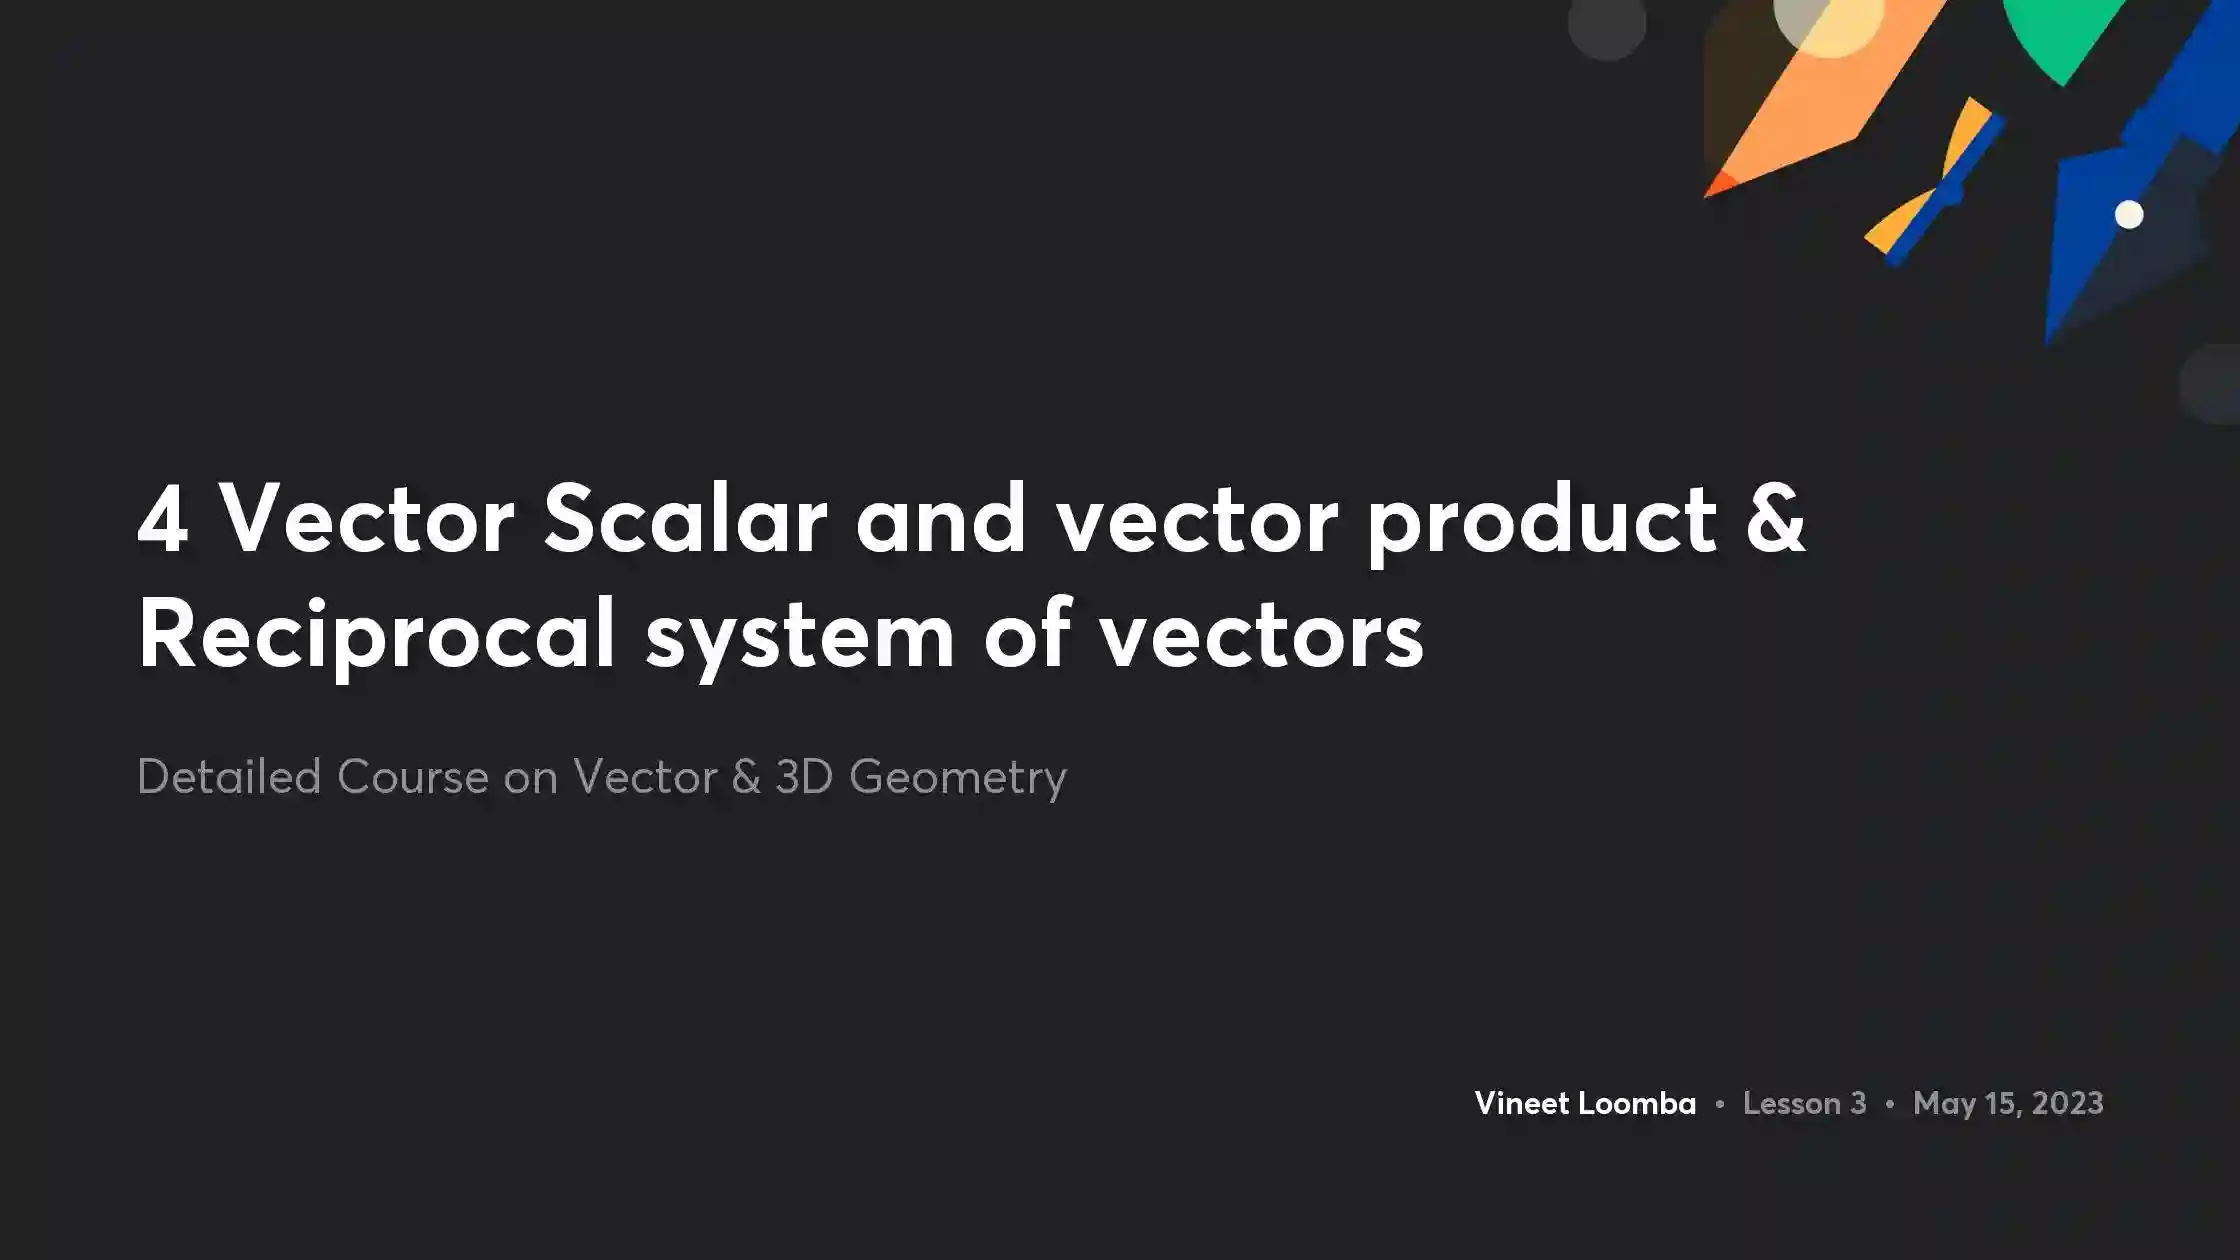 4 Vector Scalar and vector product &
Reciprocal system of vectors
Detailed Course on Vector & 3D Geometry
Vineet Loomba • Lesson 3 • May 15, 2023